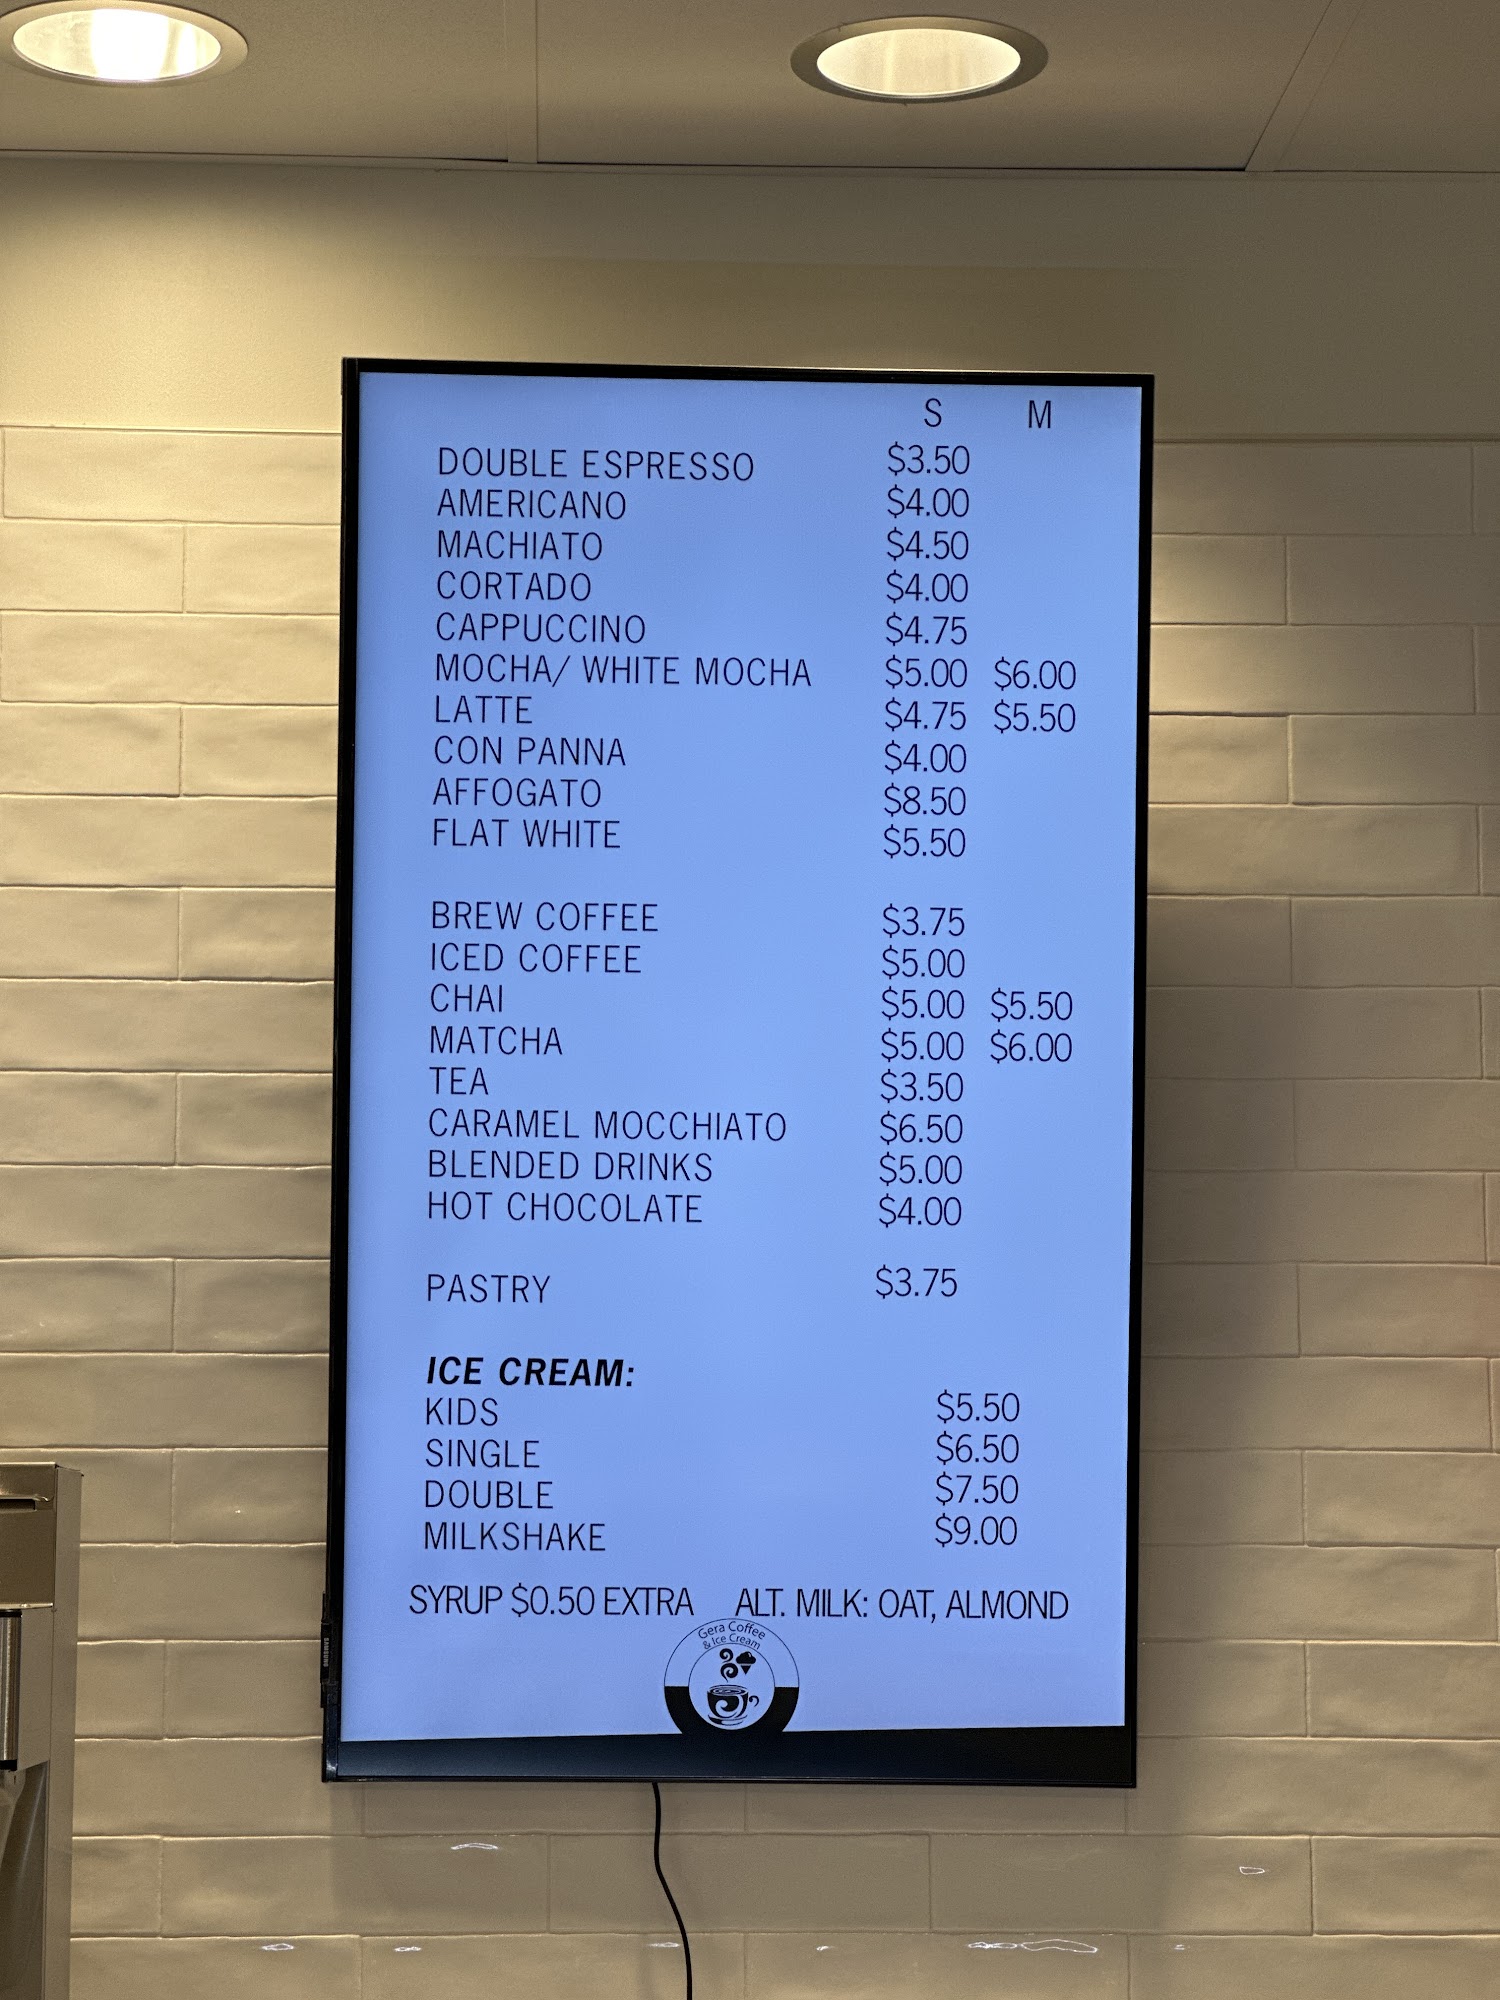 S M
DOUBLE ESPRESSO $3.50
AMERICANO $4.00
MACHIATO $4.50
CORTADO $4.00
CAPPUCCINO $4.75
MOCHA/ WHITE MOCHA $5.00 $6.00
LATTE $4.75 $5.50
CON PANNA $4.00
AFFOGATO $8.50
FLAT WHITE $5.50
BREW COFFEE $3.75
ICED COFFEE $5.00
CHAI $5.00 $5.50
MATCHA $5.00 $6.00
TEA $3.50
CARAMEL MOCCHIATO $6.50
BLENDED DRINKS $5.00
HOT CHOCOLATE $4.00
PASTRY $3.75
ICE CREAM:
KIDS $5.50
SINGLE $6.50
DOUBLE $7.50
MILKSHAKE $9.00
SYRUP $0.50 EXTRA ALT. MILK: OAT, ALMOND
Gera Coffee
& Ice Cream
SAMSUNG